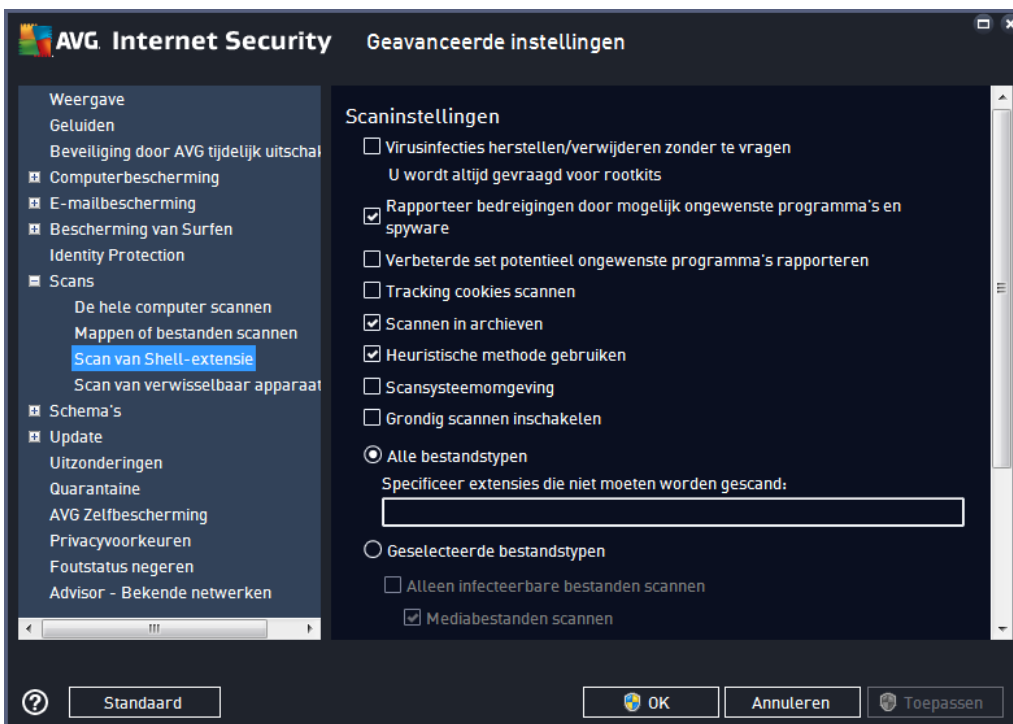 AVG. Internet Security
Geavanceerde instellingen
Weergave
Geluiden
Beveiliging door AVG tijdelijk uitschal
Computerbescherming
E-mailbescherming
Bescherming van Surfen
Identity Protection
Scans
De hele computer scannen
Mappen of bestanden scannen
Scan van Shell-extensie
Scan van verwisselbaar apparaat
Schema's
Update
Uitzonderingen
Quarantaine
AVG Zelfbescherming
Privacyvoorkeuren
Foutstatus negeren
Advisor - Bekende netwerken
Scaninstellingen
Virusinfecties herstellen/verwijderen zonder te vragen
U wordt altijd gevraagd voor rootkits
Rapporteer bedreigingen door mogelijk ongewenste programma's en
spyware
Verbeterde set potentieel ongewenste programma's rapporteren
Tracking cookies scannen
Scannen in archieven
Heuristische methode gebruiken
Scansysteemomgeving
Grondig scannen inschakelen
Alle bestandstypen
Specificeer extensies die niet moeten worden gescand:
Geselecteerde bestandstypen
Alleen infecteerbare bestanden scannen
Mediabestanden scannen
Standaard
OK
Annuleren
Toepassen